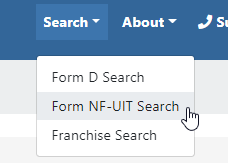 Search About
Form D Search
Form NF-UIT Search
Franchise Search